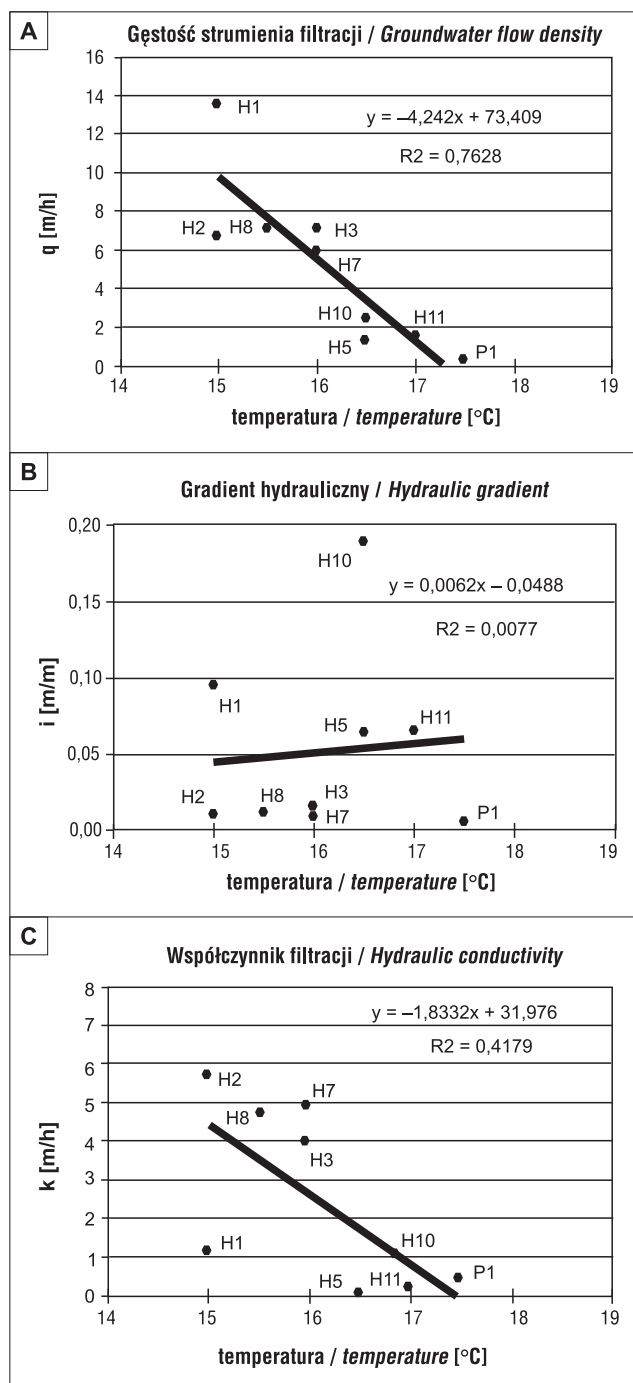 A
Gęstość strumienia filtracji / Groundwater flow density
16
14
12
10
8
6
4
2
0
q [m/h]
H1
y = –4,242x + 73,409
R2 = 0,7628
H2
H8
H3
H7
H10
H11
H5
P1
14 15 16 17 18 19
temperatura / temperature [°C]
B
Gradient hydrauliczny / Hydraulic gradient
0,20
0,15
0,10
0,05
0,00
i [m/m]
H10
y = 0,0062x – 0,0488
R2 = 0,0077
H1
H5
H11
H2
H8
H3
H7
P1
14 15 16 17 18 19
temperatura / temperature [°C]
C
Współczynnik filtracji / Hydraulic conductivity
8
7
6
5
4
3
2
1
0
k [m/h]
y = –1,8332x + 31,976
R2 = 0,4179
H2
H7
H8
H3
H1
H10
H5
H11
P1
14 15 16 17 18 19
temperatura / temperature [°C]